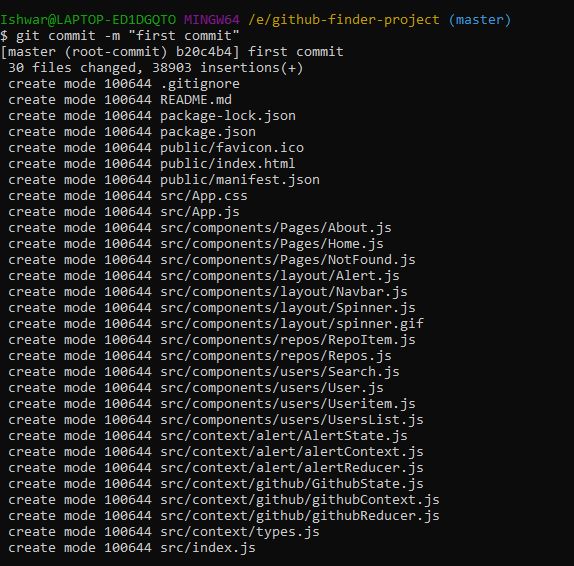 Ishwar@LAPTOP-ED1DGQTO MINGW64 /e/github-finder-project (master)
$ git commit -m "first commit"
[master (root-commit) b20c4b4] first commit
 30 files changed, 38903 insertions(+)
 create mode 100644 .gitignore
 create mode 100644 README.md
 create mode 100644 package-lock.json
 create mode 100644 package.json
 create mode 100644 public/favicon.ico
 create mode 100644 public/index.html
 create mode 100644 public/manifest.json
 create mode 100644 src/App.css
 create mode 100644 src/App.js
 create mode 100644 src/components/Pages/About.js
 create mode 100644 src/components/Pages/Home.js
 create mode 100644 src/components/Pages/NotFound.js
 create mode 100644 src/components/layout/Alert.js
 create mode 100644 src/components/layout/Navbar.js
 create mode 100644 src/components/layout/Spinner.js
 create mode 100644 src/components/layout/spinner.gif
 create mode 100644 src/components/repos/RepoItem.js
 create mode 100644 src/components/repos/Repos.js
 create mode 100644 src/components/users/Search.js
 create mode 100644 src/components/users/User.js
 create mode 100644 src/components/users/Useritem.js
 create mode 100644 src/components/users/UsersList.js
 create mode 100644 src/context/alert/AlertState.js
 create mode 100644 src/context/alert/alertContext.js
 create mode 100644 src/context/alert/alertReducer.js
 create mode 100644 src/context/github/GithubState.js
 create mode 100644 src/context/github/githubContext.js
 create mode 100644 src/context/github/githubReducer.js
 create mode 100644 src/context/types.js
 create mode 100644 src/index.js